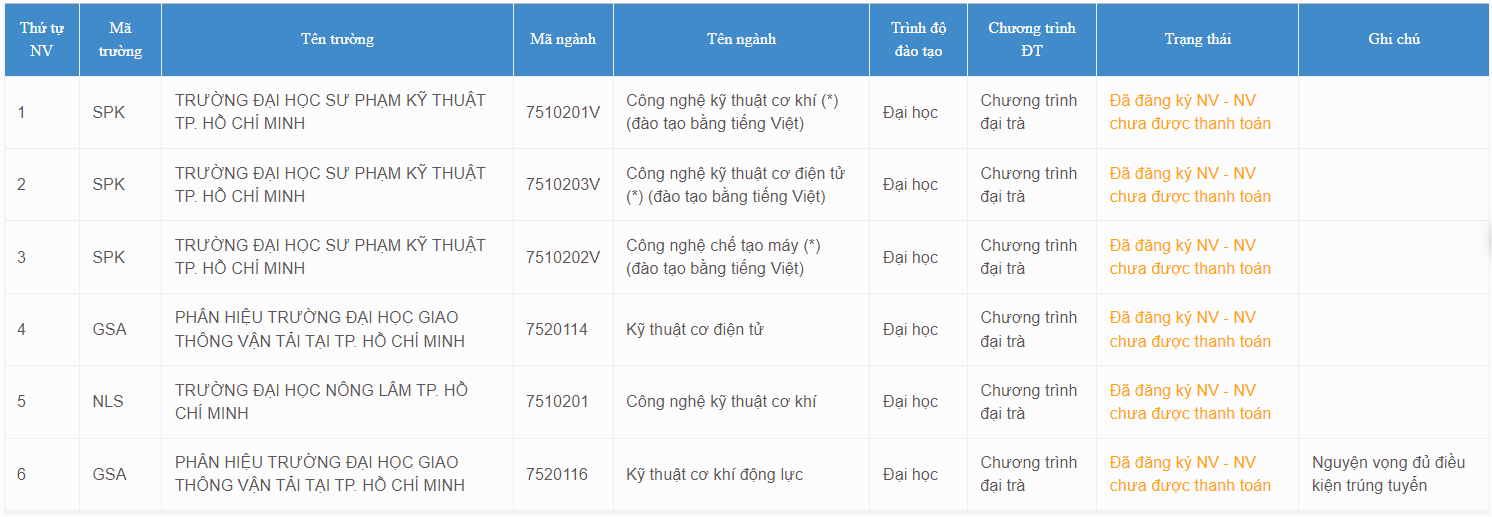 Thứ tự
NV
Mã
trường
Tên trường
Mã ngành
Tên ngành
Trình độ
đào tạo
Chương trình
ĐT
Trạng thái
Ghi chú
1
SPK
TRƯỜNG ĐẠI HỌC SƯ PHẠM KỸ THUẬT
TP. HỒ CHÍ MINH
7510201V
Công nghệ kỹ thuật cơ khí (*)
(đào tạo bằng tiếng Việt)
Đại học
Chương trình
đại trà
Đã đăng ký NV - NV
chưa được thanh toán
2
SPK
TRƯỜNG ĐẠI HỌC SƯ PHẠM KỸ THUẬT
TP. HỒ CHÍ MINH
7510203V
Công nghệ kỹ thuật cơ điện tử
(*) (đào tạo bằng tiếng Việt)
Đại học
Chương trình
đại trà
Đã đăng ký NV - NV
chưa được thanh toán
3
SPK
TRƯỜNG ĐẠI HỌC SƯ PHẠM KỸ THUẬT
TP. HỒ CHÍ MINH
7510202V
Công nghệ chế tạo máy (*)
(đào tạo bằng tiếng Việt)
Đại học
Chương trình
đại trà
Đã đăng ký NV - NV
chưa được thanh toán
4
GSA
PHÂN HIỆU TRƯỜNG ĐẠI HỌC GIAO
THÔNG VẬN TẢI TẠI TP. HỒ CHÍ MINH
7520114
Kỹ thuật cơ điện tử
Đại học
Chương trình
đại trà
Đã đăng ký NV - NV
chưa được thanh toán
5
NLS
TRƯỜNG ĐẠI HỌC NÔNG LÂM TP. HỒ
CHÍ MINH
7510201
Công nghệ kỹ thuật cơ khí
Đại học
Chương trình
đại trà
Đã đăng ký NV - NV
chưa được thanh toán
6
GSA
PHÂN HIỆU TRƯỜNG ĐẠI HỌC GIAO
THÔNG VẬN TẢI TẠI TP. HỒ CHÍ MINH
7520116
Kỹ thuật cơ khí động lực
Đại học
Chương trình
đại trà
Đã đăng ký NV - NV
chưa được thanh toán
Nguyện vọng đủ điều
kiện trúng tuyển